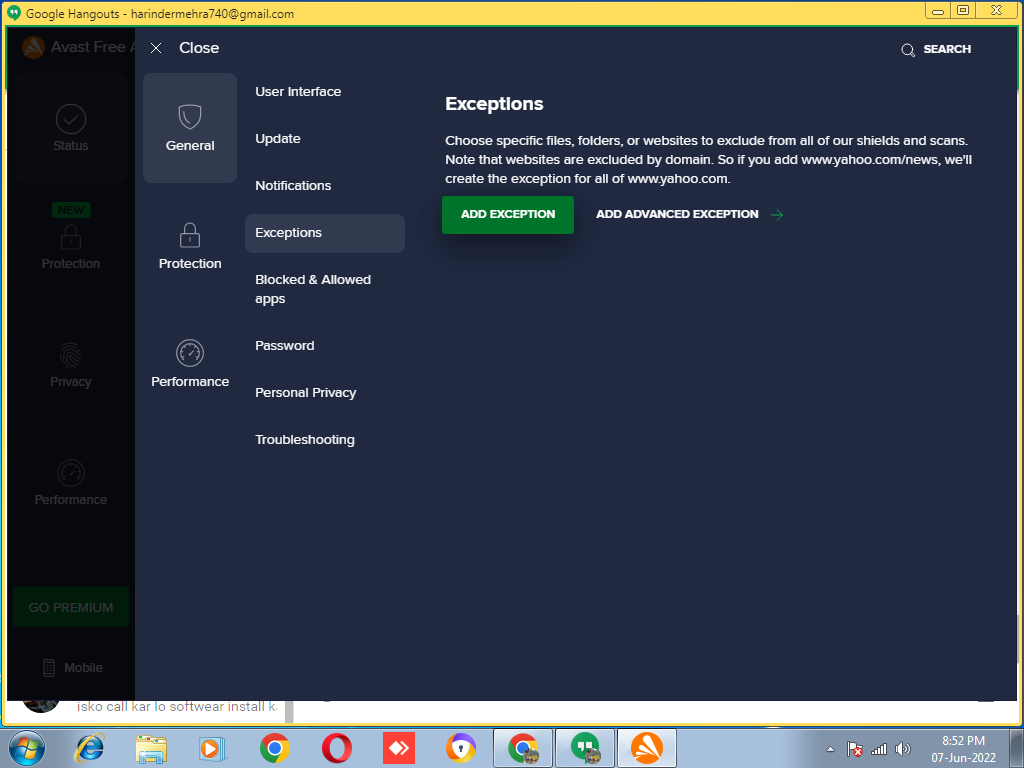 Google Hangouts - harindermehra740@gmail.com
Avast Free A
Close
SEARCH
Status
NEW
Protection
Privacy
Performance
GO PREMIUM
Mobile
General
Protection
Performance
User Interface
Update
Notifications
Exceptions
Blocked & Allowed
apps
Password
Personal Privacy
Troubleshooting
Exceptions
Choose specific files, folders, or websites to exclude from all of our shields and scans.
Note that websites are excluded by domain. So if you add www.yahoo.com/news, we'll
create the exception for all of www.yahoo.com.
ADD EXCEPTION
ADD ADVANCED EXCEPTION
isko call kar lo softwear install k
8:52 PM
07-Jun-2022